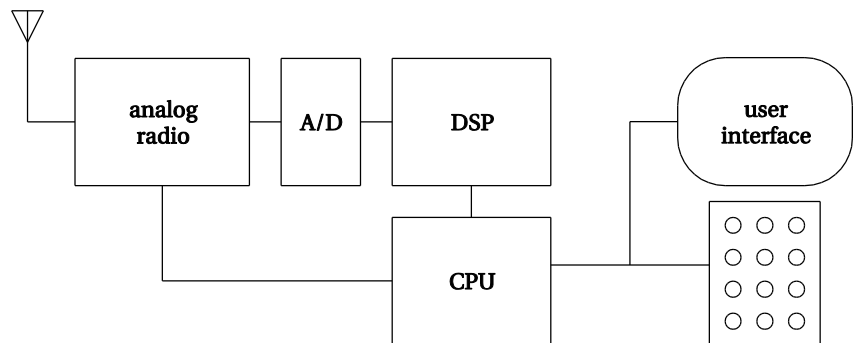 analog
radio
A/D
DSP
user
interface
CPU